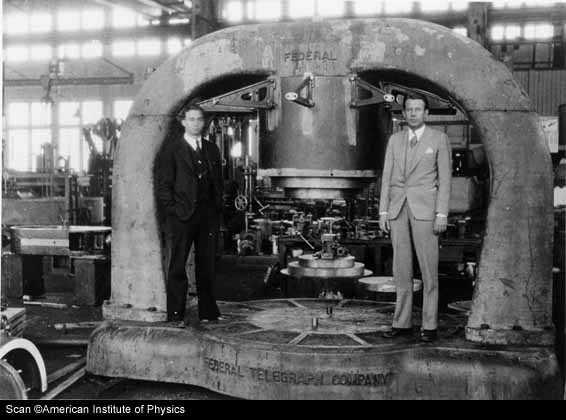 FEDERAL
FEDERAL TELEGRAPH COMPANY
Scan ©American Institute of Physics